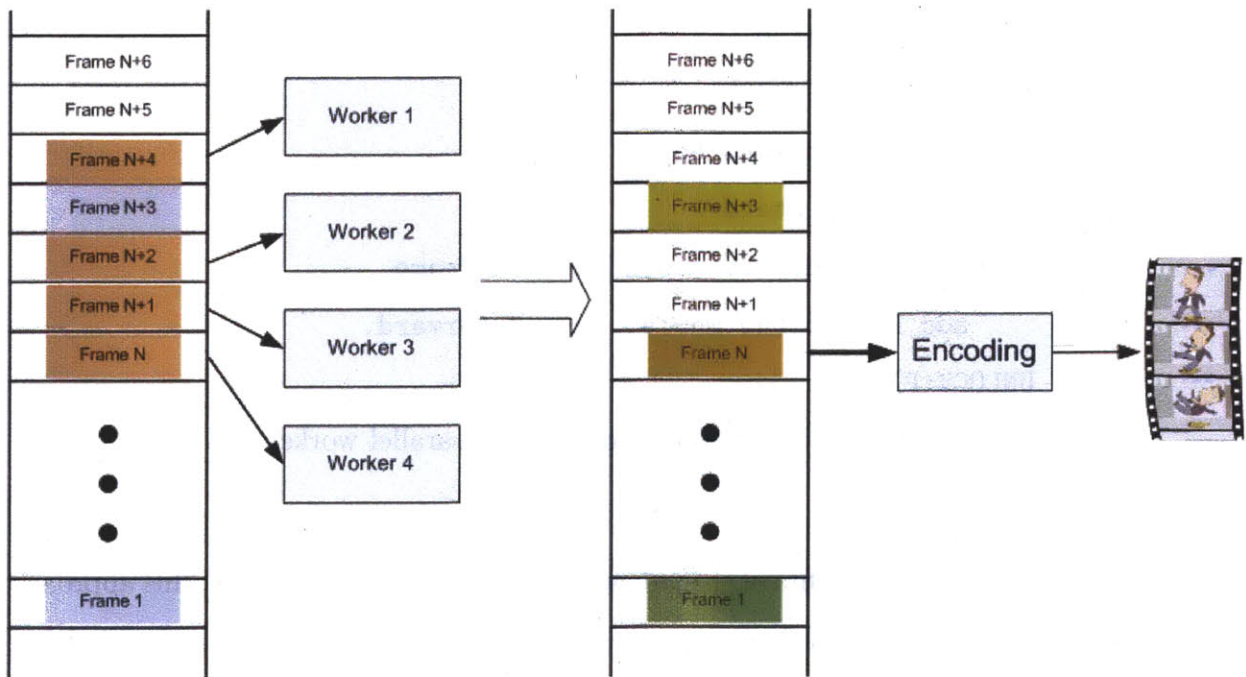 Frame N+6
Frame N+5
Frame N+4
Frame N+3
Frame N+2
Frame N+1
Frame N
Frame 1
Worker 1
Worker 2
Worker 3
Worker 4
Frame N+6
Frame N+5
Frame N+4
Frame N+3
Frame N+2
Frame N+1
Frame N
Frame 1
Encoding